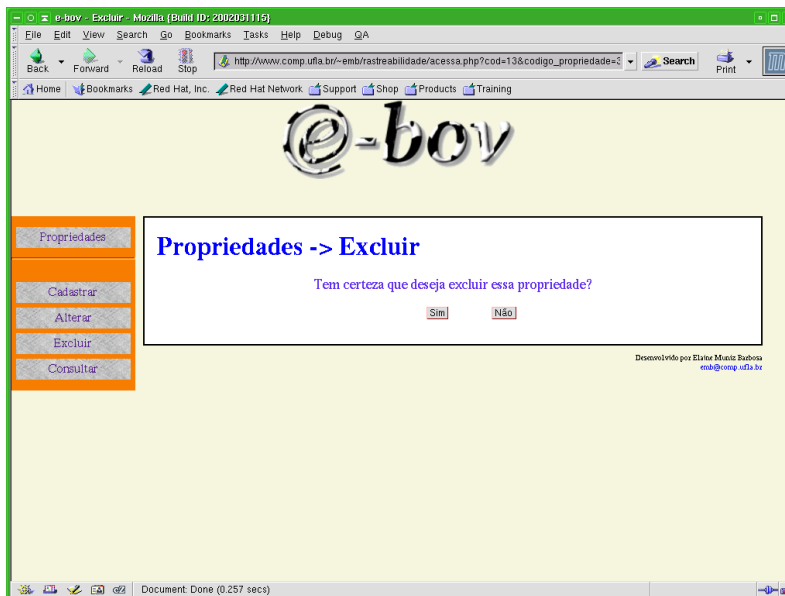 e-bov - Excluir - Mozilla {Build ID: 2002031115}
File Edit View Search Go Bookmarks Tasks Help Debug QA
Back Forward Reload Stop http://www.comp.ufla.br/~emb/rastreabilidade/acessa.php?cod=13&codigo_propriedade=3 Search Print
Home Bookmarks Red Hat, Inc. Red Hat Network Support Shop Products Training
e-bov
Propriedades
Cadastrar
Alterar
Excluir
Consultar
Propriedades -> Excluir
Tem certeza que deseja excluir essa propriedade?
Sim Não
Desenvolvido por Elaine Muniz Barbosa
emb@comp.ufla.br
Document: Done (0.257 secs)